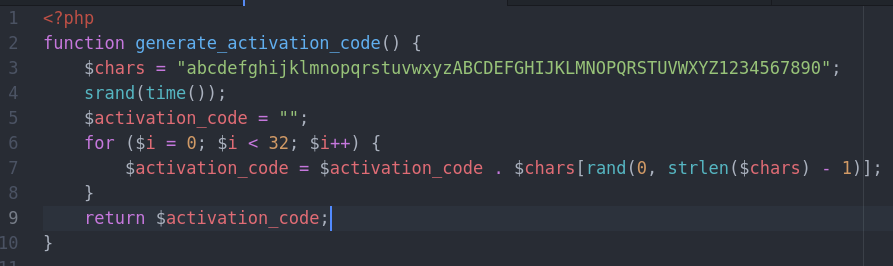 1 <?php
2 function generate_activation_code() {
3     $chars = "abcdefghijklmnopqrstuvwxyzABCDEFGHIJKLMNOPQRSTUVWXYZ1234567890";
4     srand(time());
5     $activation_code = "";
6     for ($i = 0; $i < 32; $i++) {
7         $activation_code = $activation_code . $chars[rand(0, strlen($chars) - 1)];
8     }
9     return $activation_code;
10 }
11